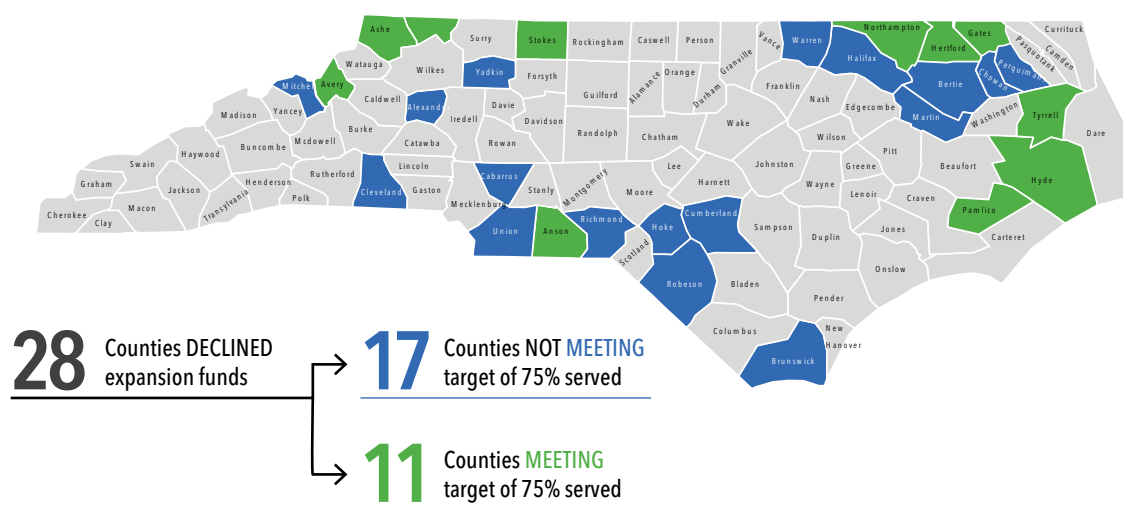 Ashe
Surry
Stokes
Rockingham
Caswell
Person
Vance
Warren
Northampton
Gates
Hertford
Currituck
Pasquotank
Camden
Watauga
Wilkes
Yadkin
Forsyth
Guilford
Alamance
Orange
Durham
Granville
Franklin
Halifax
Bertie
Chowan
Perquiman
Mitche
Avery
Caldwell
Alexand
Iredell
Davie
Davidson
Randolph
Chatham
Wake
Nash
Edgecombe
Martin
Washington
Tyrrell
Dare
Madison
Yancey
Mcdowell
Burke
Catawba
Rowan
Wilson
Pitt
Beaufort
Hyde
Swain
Haywood
Buncombe
Rutherford
Lincoln
Cleveland
Gaston
Cabarrus
Stanly
Montgomery
Moore
Lee
Harnett
Johnston
Wayne
Greene
Lenoir
Craven
Pamlico
Graham
Jackson
Henderson
Transylvania
Polk
Mecklenbur
Cherokee
Clay
Macon
Union
Anson
Richmond
Scotland
Hoke
Cumberland
Sampson
Duplin
Jones
Carteret
Onslow
Robeson
Bladen
Pender
Columbus
New
Hanover
Brunswick
28
Counties DECLINED
expansion funds
17
Counties NOT MEETING
target of 75% served
11
Counties MEETING
target of 75% served